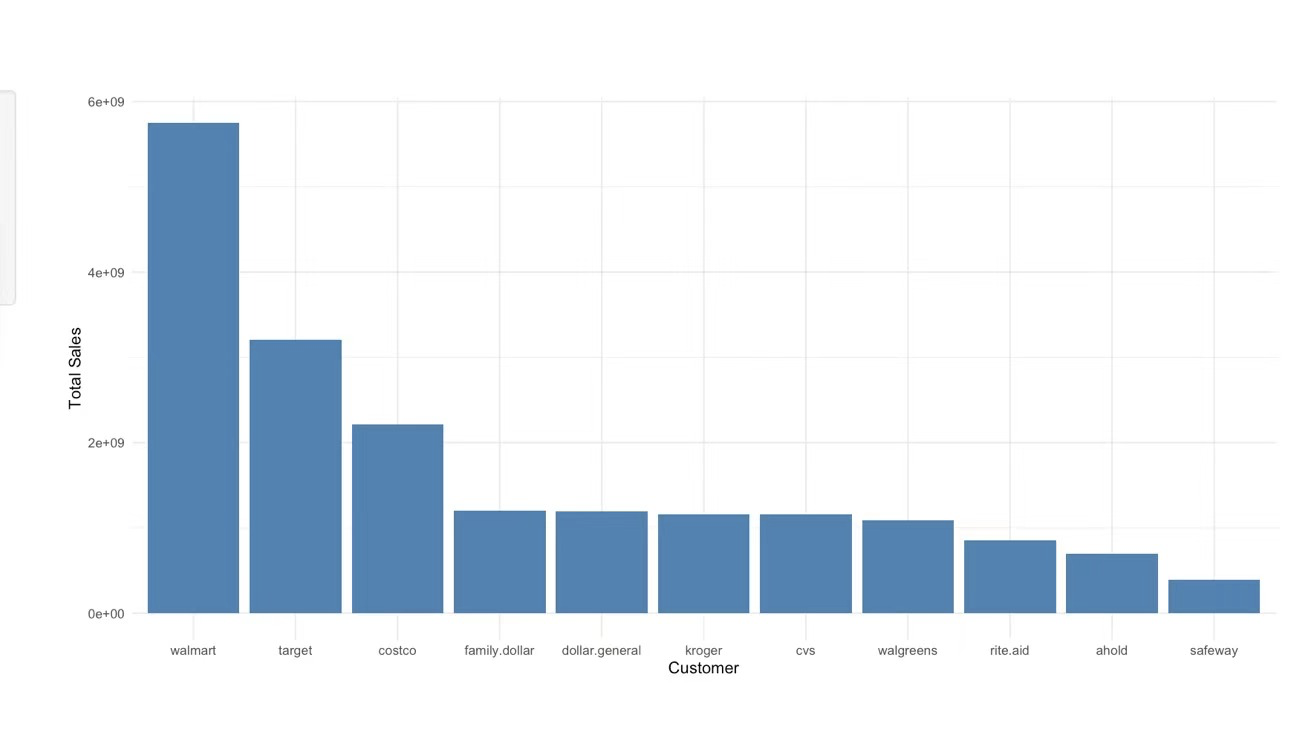 6e+09
4e+09
2e+09
0e+00
Total Sales
walmart target costco family.dollar dollar.general kroger cvs walgreens rite.aid ahold safeway
Customer